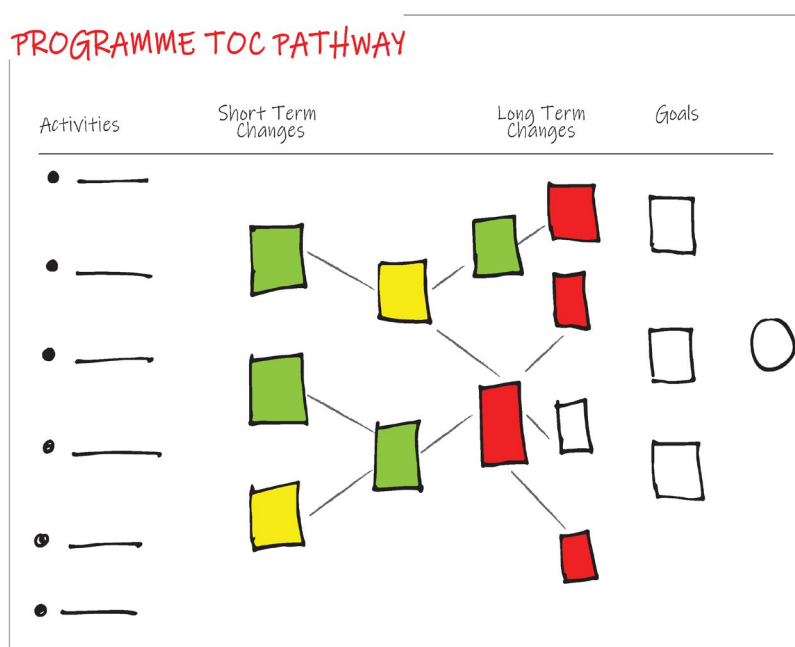 PROGRAMME TOC PATHWAY
Activities
Short Term
Changes
Long Term
Changes
Goals